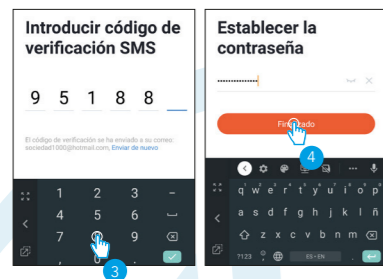 Introducir código de
verificación SMS
9 5 1 8 8
El código de verificación se ha enviado a su correo:
sociedad1000@hotmail.com, Enviar de nuevo
1 2 3 -
4 5 6
7 9
,
3
Establecer la
contraseña
Finalizado
4
q w e r t y u i o p
a s d f g h j k l ñ
z x c v b n m
?123 ES • EN